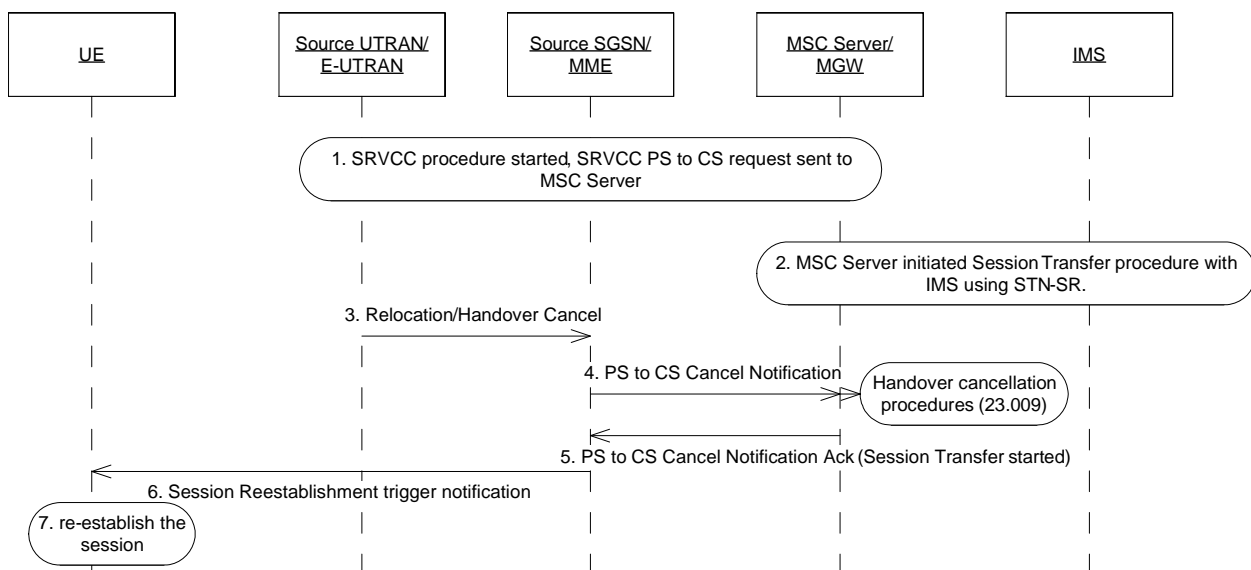 UE
Source UTRAN/
E-UTRAN
Source SGSN/
MME
MSC Server/
MGW
IMS
1. SRVCC procedure started, SRVCC PS to CS request sent to
MSC Server
2. MSC Server initiated Session Transfer procedure with
IMS using STN-SR.
3. Relocation/Handover Cancel
4. PS to CS Cancel Notification
Handover cancellation
procedures (23.009)
5. PS to CS Cancel Notification Ack (Session Transfer started)
6. Session Reestablishment trigger notification
7. re-establish the
session